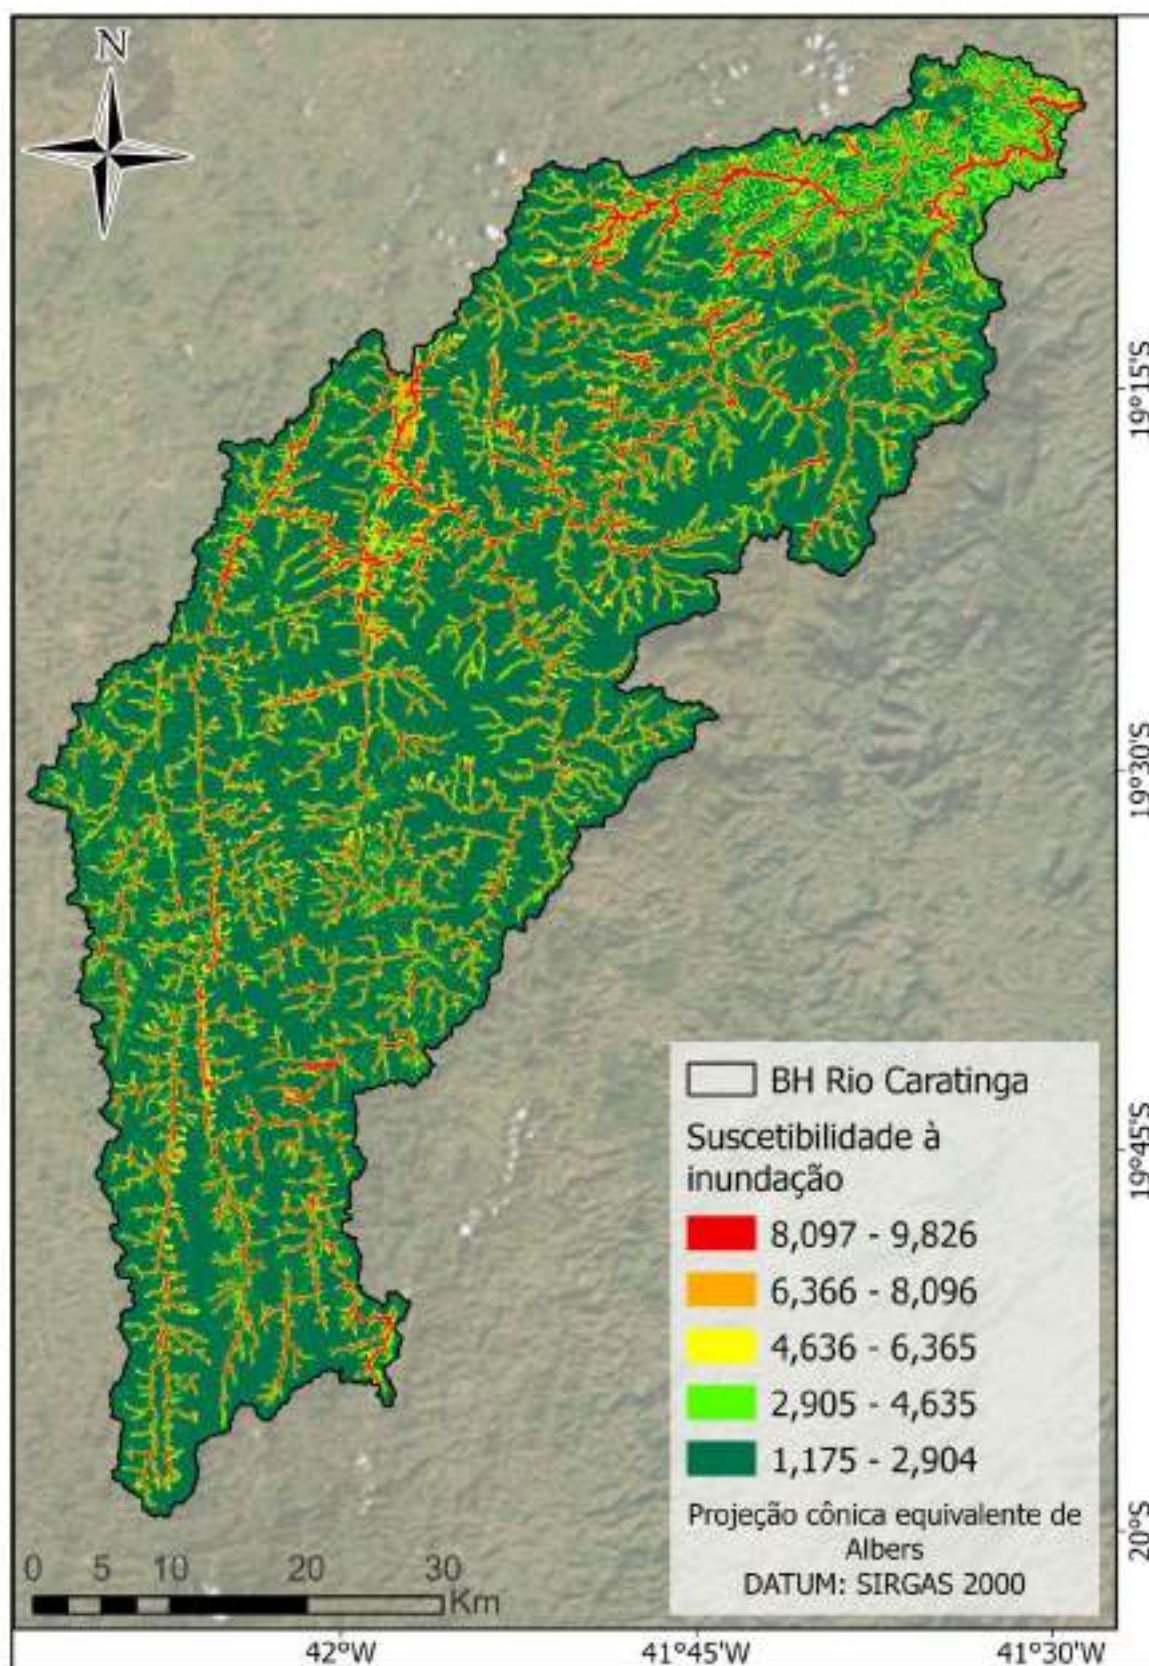 N
19°15'S
19°30'S
19°45'S
20°S
BH Rio Caratinga
Suscetibilidade à
inundação
8,097 - 9,826
6,366 - 8,096
4,636 - 6,365
2,905 - 4,635
1,175 - 2,904
Projeção cônica equivalente de
Albers
DATUM: SIRGAS 2000
0 5 10 20 30
Km
42°W 41°45'W 41°30'W